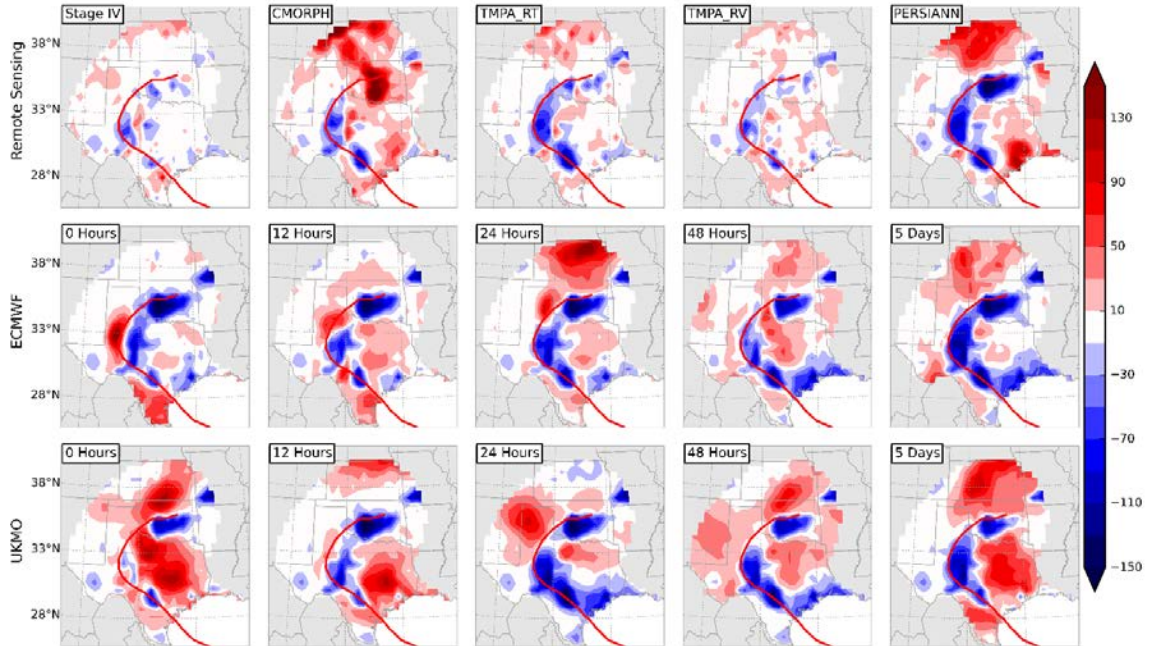 Stage IV
CMORPH
TMPA_RT
TMPA_RV
PERSIANN
Remote Sensing
38°N
33°N
28°N
0 Hours
12 Hours
24 Hours
48 Hours
5 Days
ECMWF
38°N
33°N
28°N
0 Hours
12 Hours
24 Hours
48 Hours
5 Days
UKMO
38°N
33°N
28°N
130
90
50
10
−30
−70
−110
−150